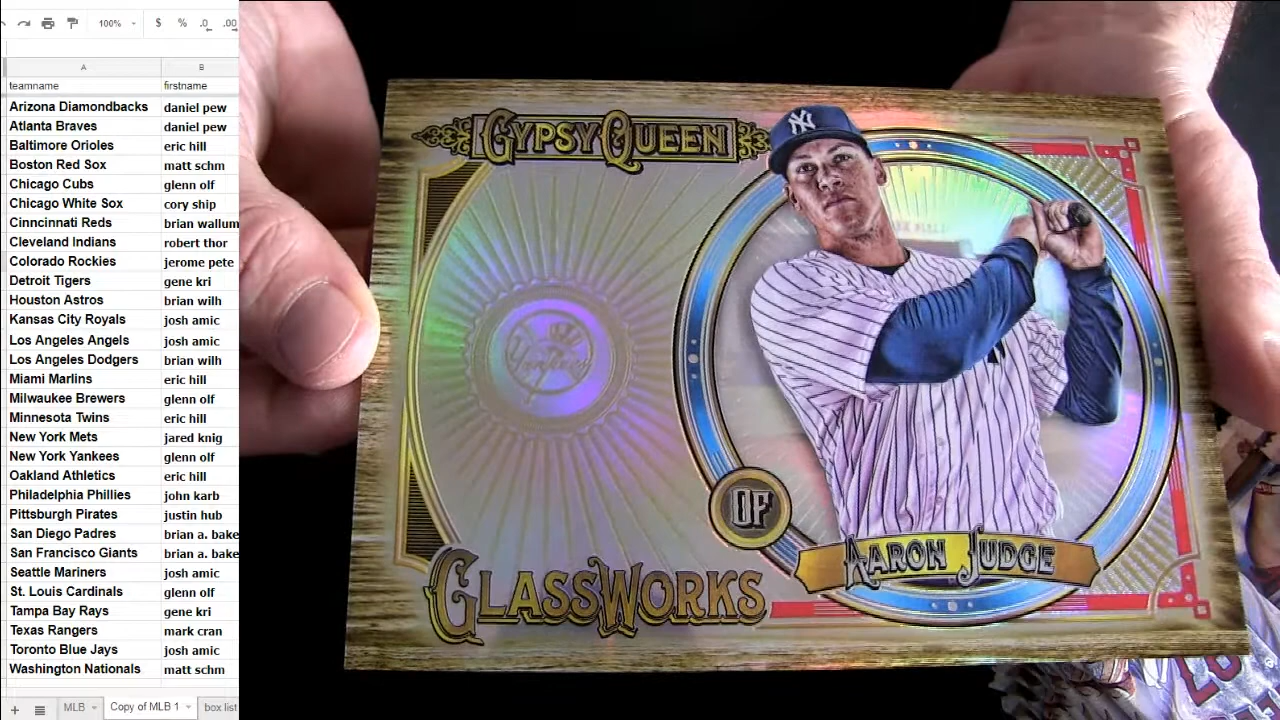 100%
$ % .0 .00
A B
teamname firstname
Arizona Diamondbacks daniel pew
Atlanta Braves daniel pew
Baltimore Orioles eric hill
Boston Red Sox matt schm
Chicago Cubs glenn olf
Chicago White Sox cory ship
Cinncinnati Reds brian wallum
Cleveland Indians robert thor
Colorado Rockies jerome pete
Detroit Tigers gene kri
Houston Astros brian wilh
Kansas City Royals josh amic
Los Angeles Angels josh amic
Los Angeles Dodgers brian wilh
Miami Marlins eric hill
Milwaukee Brewers glenn olf
Minnesota Twins eric hill
New York Mets jared knig
New York Yankees glenn olf
Oakland Athletics eric hill
Philadelphia Phillies john karb
Pittsburgh Pirates justin hub
San Diego Padres brian a. bake
San Francisco Giants brian a. bake
Seattle Mariners josh amic
St. Louis Cardinals glenn olf
Tampa Bay Rays gene kri
Texas Rangers mark cran
Toronto Blue Jays josh amic
Washington Nationals matt schm
MLB Copy of MLB 1 box list
GYPSY QUEEN
NY
Yankees
OF
AARON JUDGE
GLASSWORKS